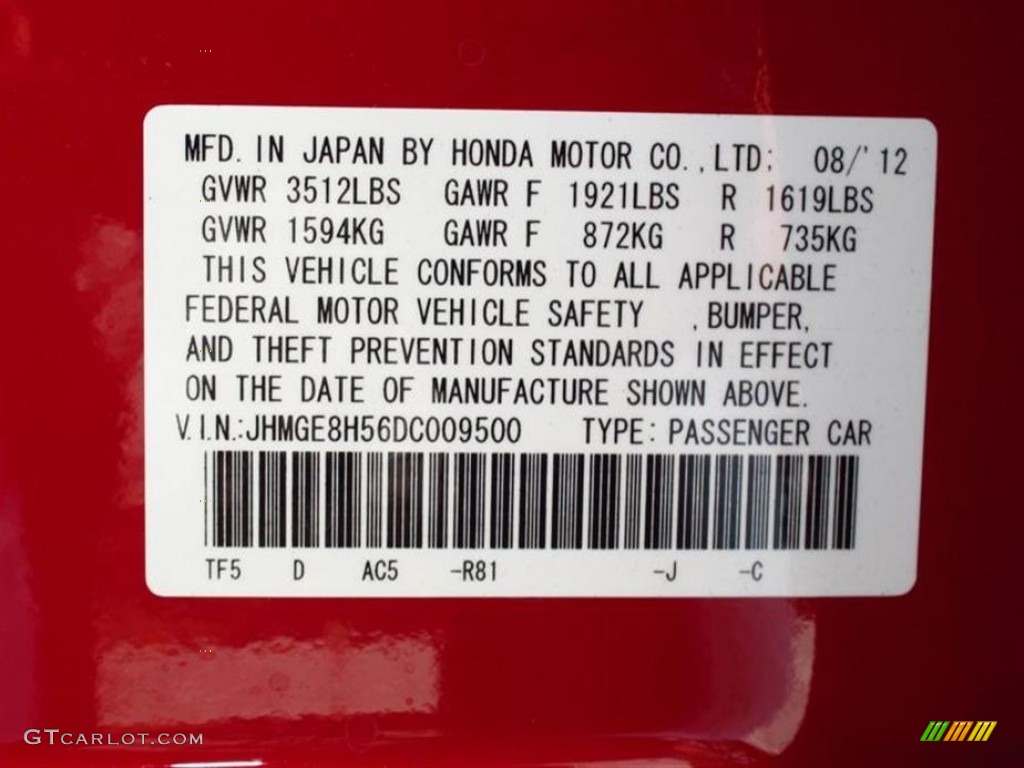 MFD. IN JAPAN BY HONDA MOTOR CO., LTD: 08/'12
GVWR 3512LBS GAWR F 1921LBS R 1619LBS
GVWR 1594KG GAWR F 872KG R 735KG
THIS VEHICLE CONFORMS TO ALL APPLICABLE
FEDERAL MOTOR VEHICLE SAFETY , BUMPER,
AND THEFT PREVENTION STANDARDS IN EFFECT
ON THE DATE OF MANUFACTURE SHOWN ABOVE.
V.I.N.:JHMGE8H56DC009500 TYPE: PASSENGER CAR
TF5 D AC5 -R81 -J -C
GTCARLOT.COM